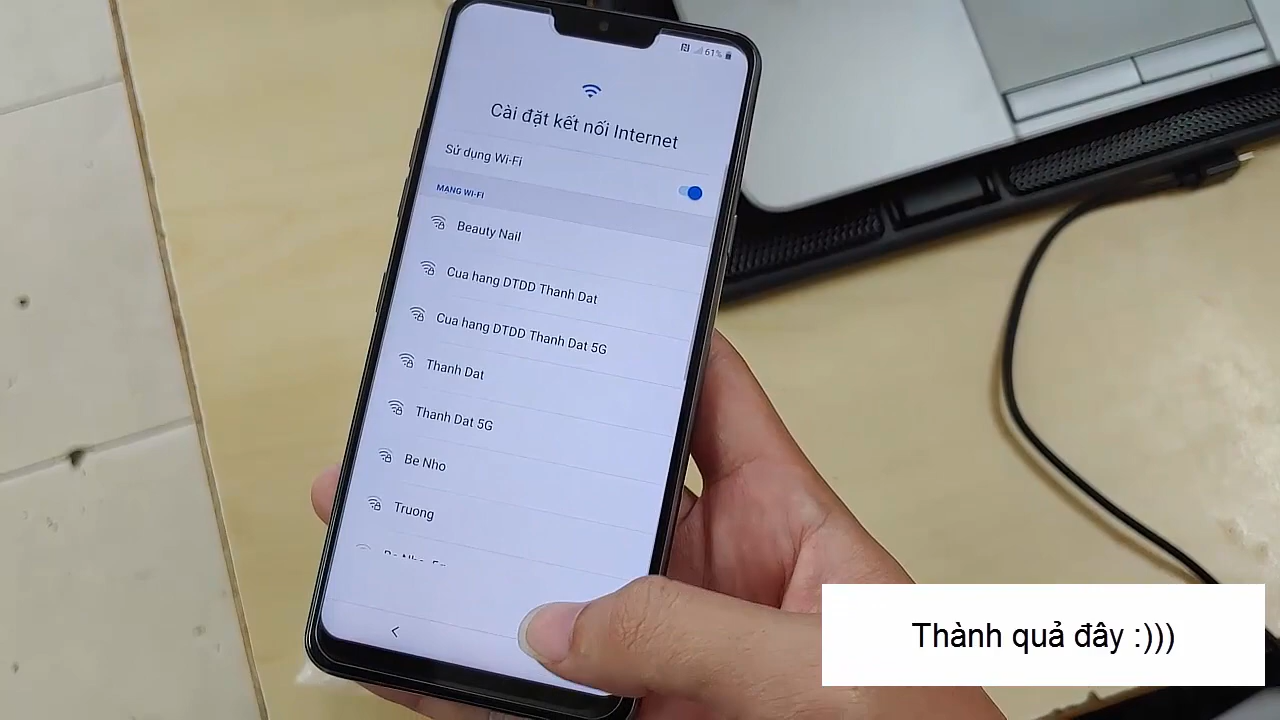 61%
Cài đặt kết nối Internet
Sử dụng Wi-Fi
MẠNG WI-FI
Beauty Nail
Cua hang DTDD Thanh Dat
Cua hang DTDD Thanh Dat 5G
Thanh Dat
Thanh Dat 5G
Be Nho
Truong
Thành quả đây :)))